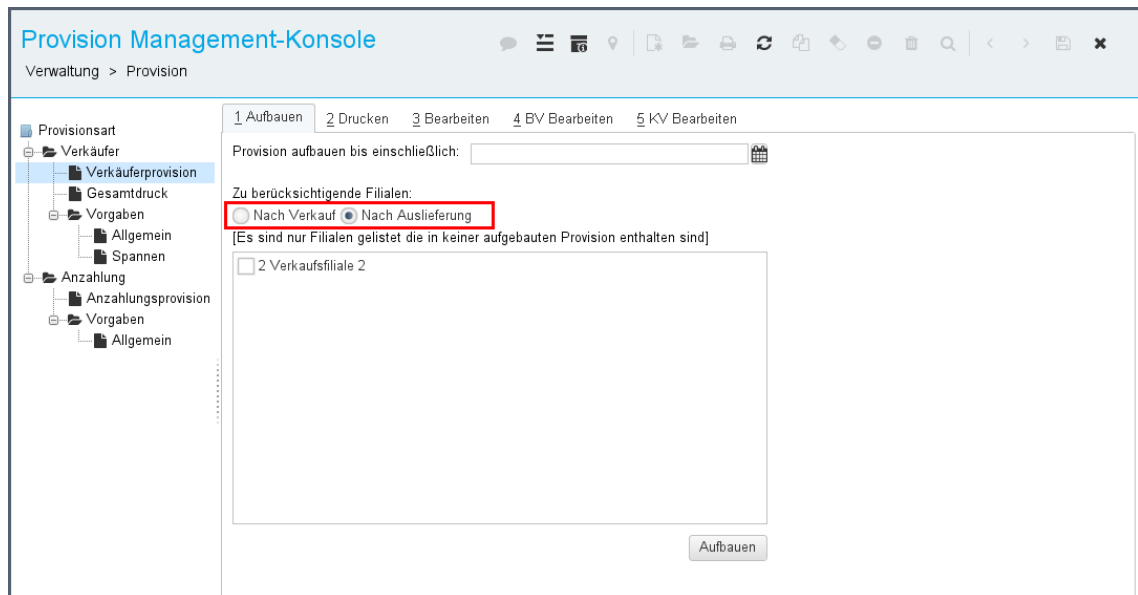 Provision Management-Konsole
Verwaltung > Provision
Provisionsart
Verkäufer
Verkäuferprovision
Gesamtdruck
Vorgaben
Allgemein
Spannen
Anzahlung
Anzahlungsprovision
Vorgaben
Allgemein
1 Aufbauen 2 Drucken 3 Bearbeiten 4 BV Bearbeiten 5 KV Bearbeiten
Provision aufbauen bis einschließlich:
Zu berücksichtigende Filialen:
Nach Verkauf Nach Auslieferung
[Es sind nur Filialen gelistet die in keiner aufgebauten Provision enthalten sind]
2 Verkaufsfiliale 2
Aufbauen